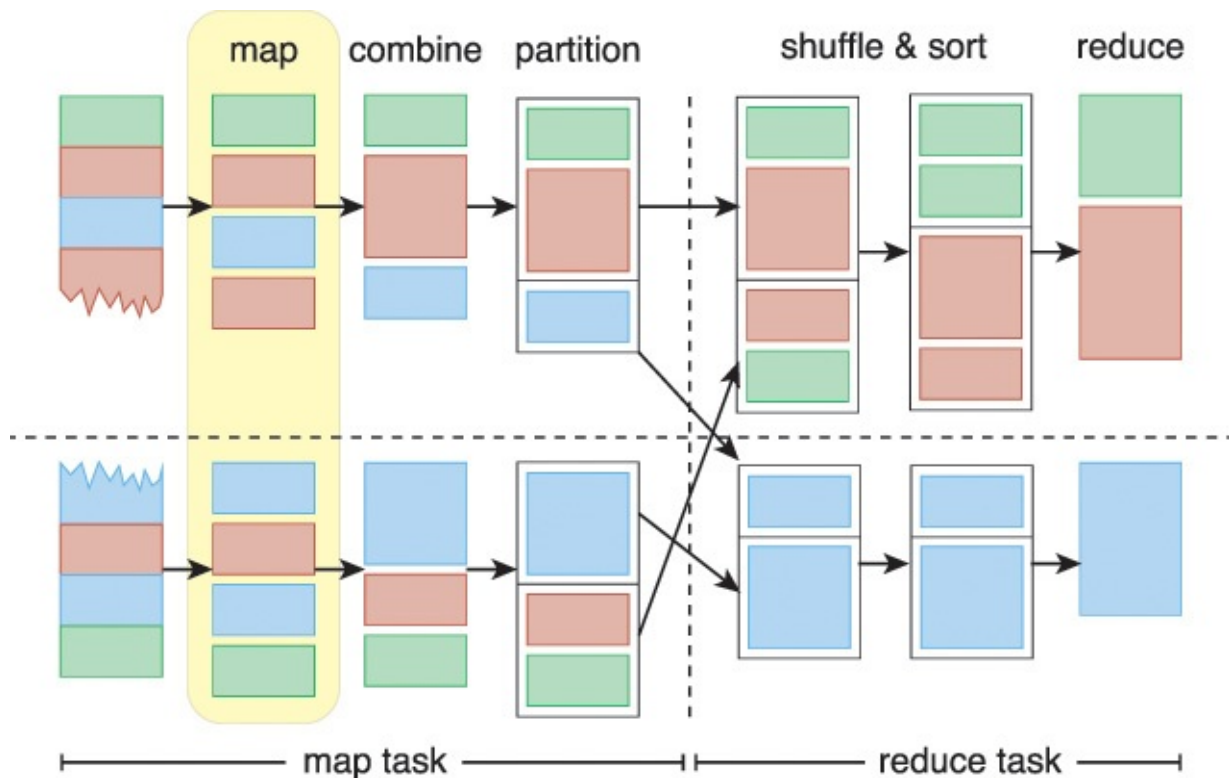 map combine partition shuffle & sort reduce
map task reduce task